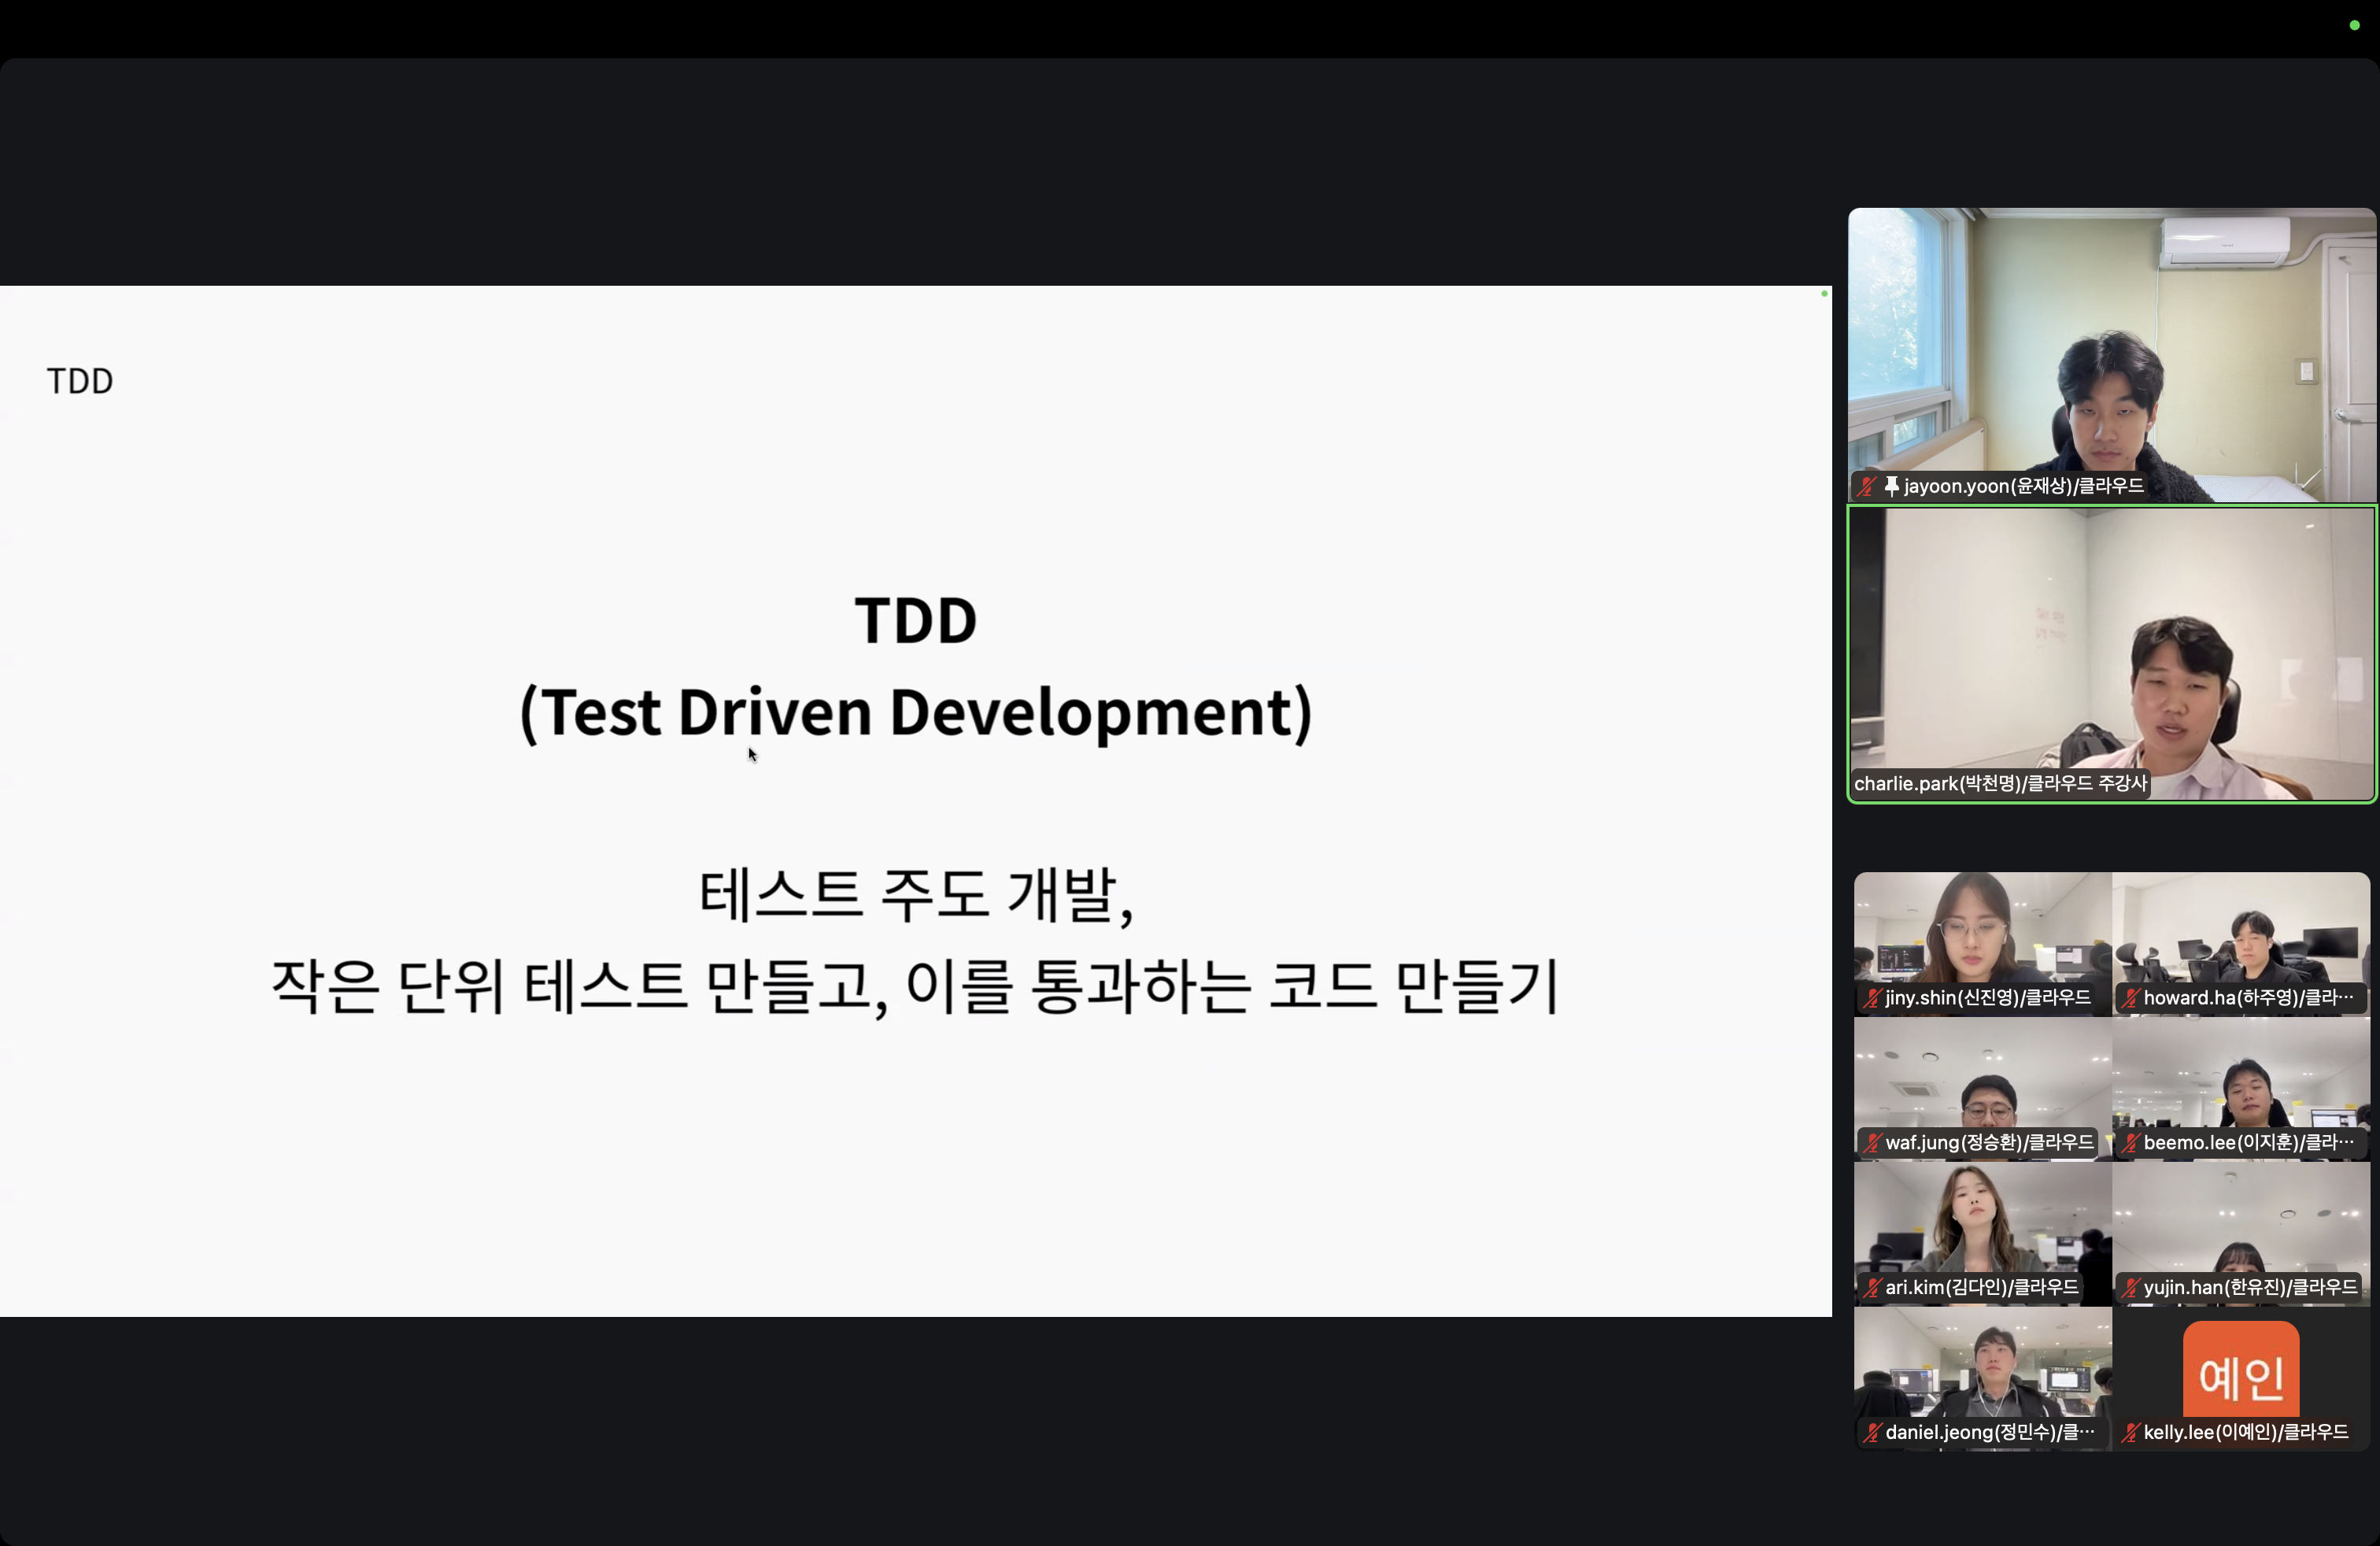 TDD
TDD
(Test Driven Development)
테스트 주도 개발,
작은 단위 테스트 만들고, 이를 통과하는 코드 만들기
jayoon.yoon(윤재상)/클라우드
charlie.park(박천명)/클라우드 주강사
jiny.shin(신진영)/클라우드
howard.ha(하주영)/클라…
waf.jung(정승환)/클라우드
beemo.lee(이지훈)/클라…
ari.kim(김다인)/클라우드
yujin.han(한유진)/클라우드
daniel.jeong(정민수)/클…
예인
kelly.lee(이예인)/클라우드